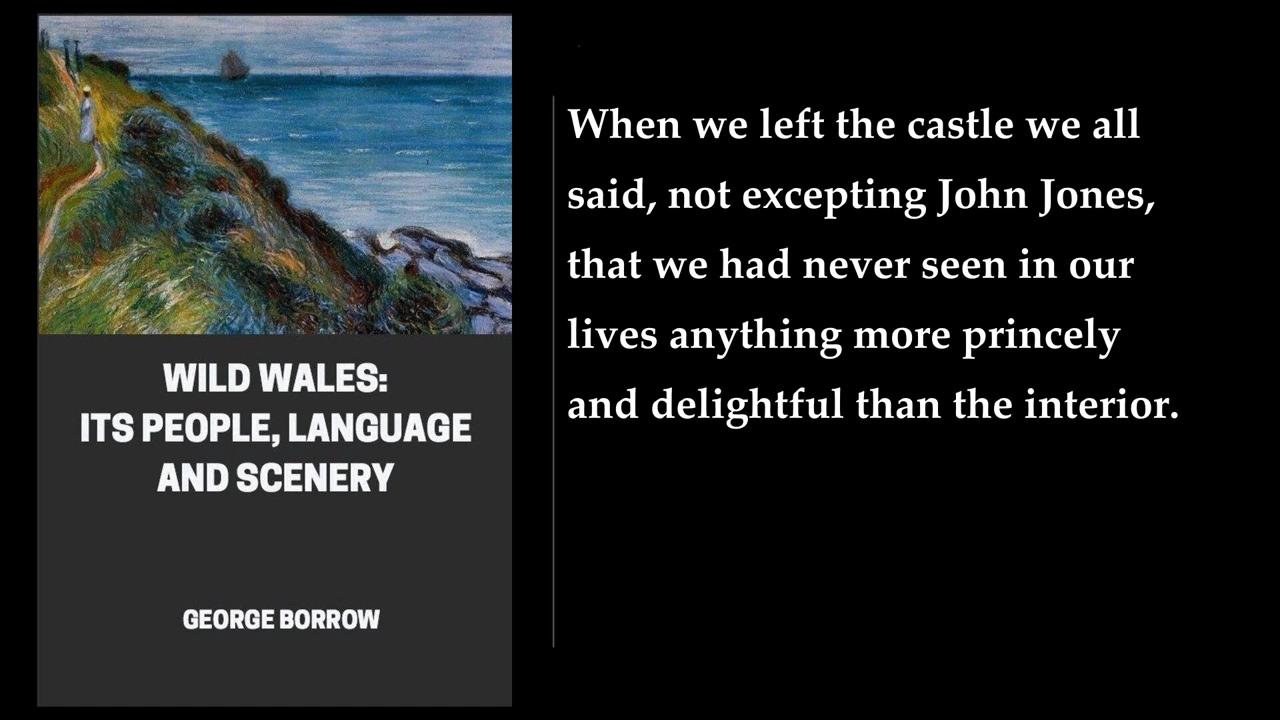 WILD WALES:
ITS PEOPLE, LANGUAGE
AND SCENERY
GEORGE BORROW
When we left the castle we all
said, not excepting John Jones,
that we had never seen in our
lives anything more princely
and delightful than the interior.